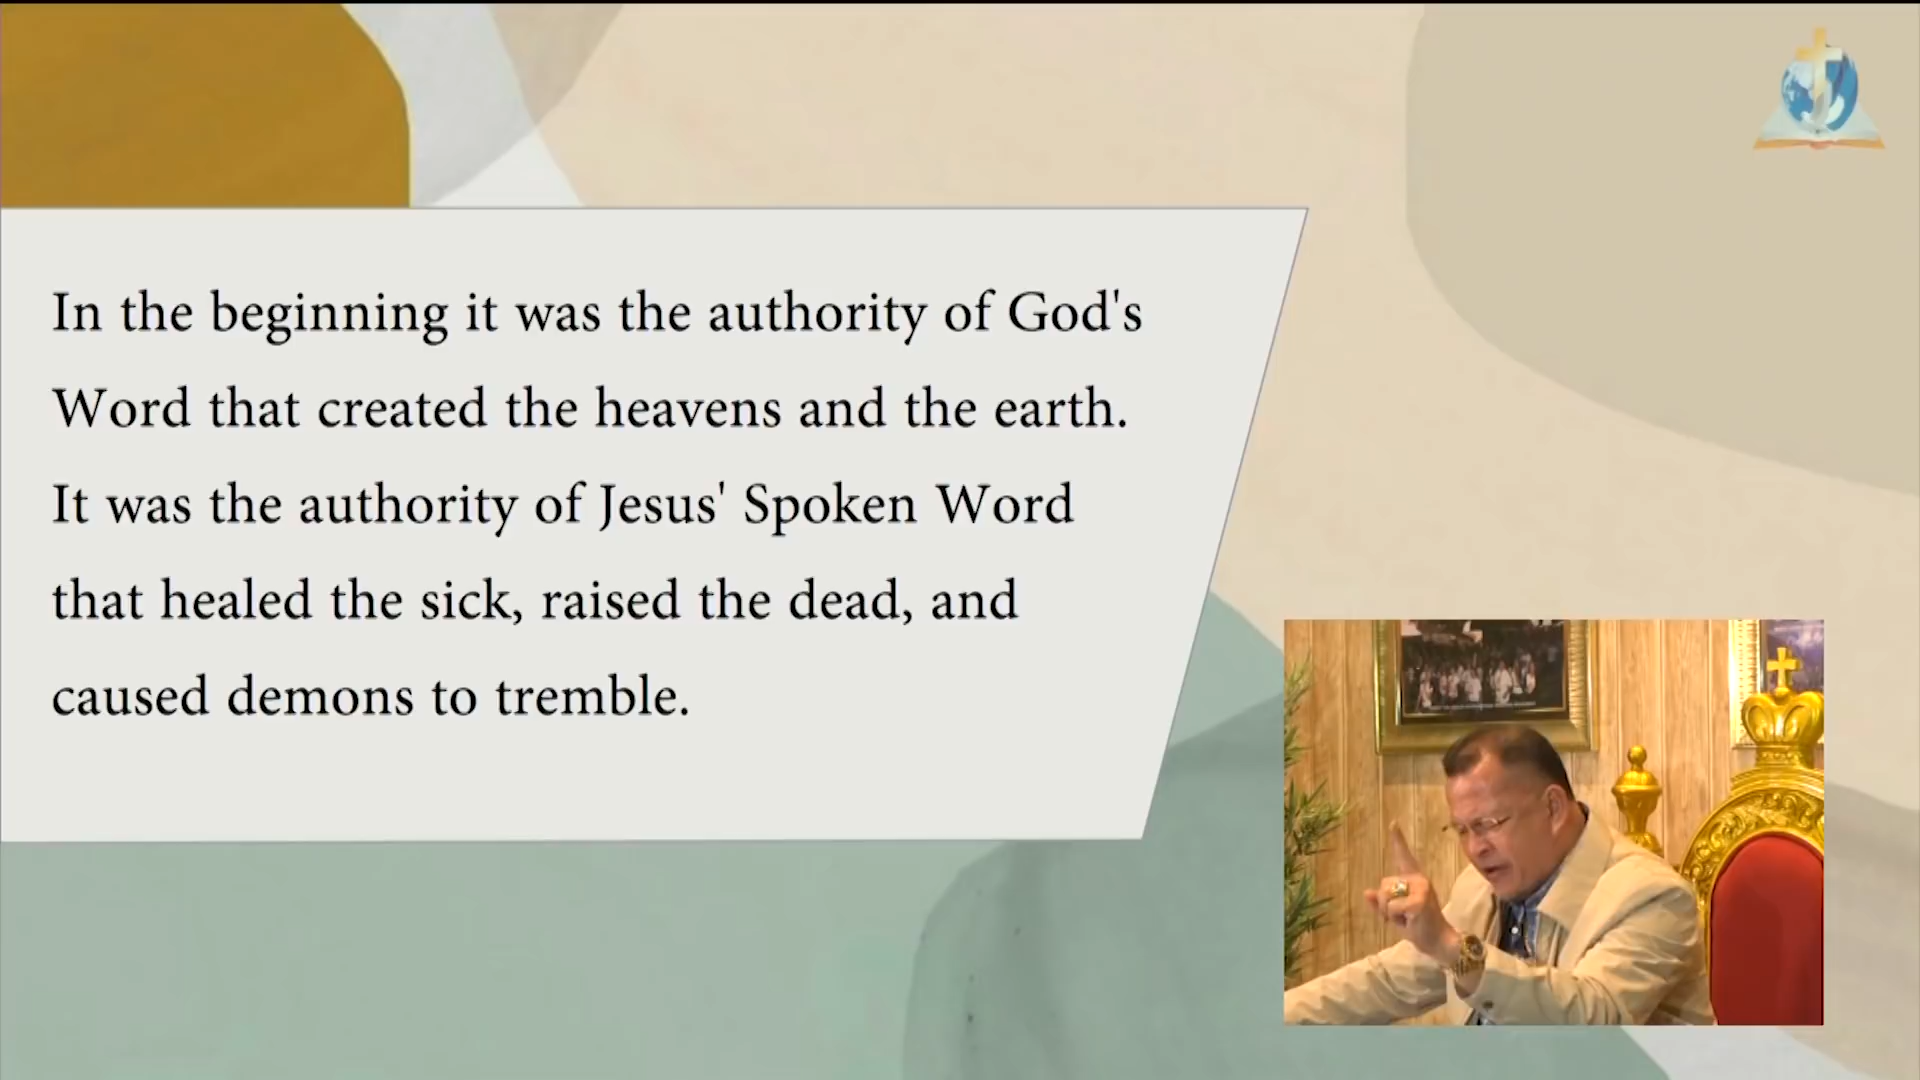 In the beginning it was the authority of God's
Word that created the heavens and the earth.
It was the authority of Jesus' Spoken Word
that healed the sick, raised the dead, and
caused demons to tremble.